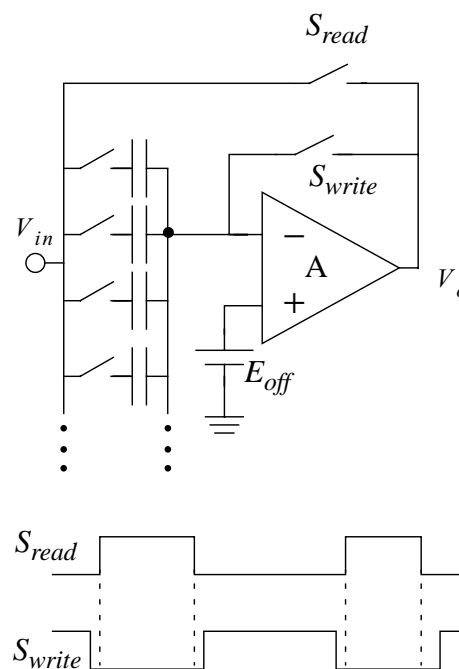 S_read
S_write
V_in
−
A
+
E_off
S_read
S_write